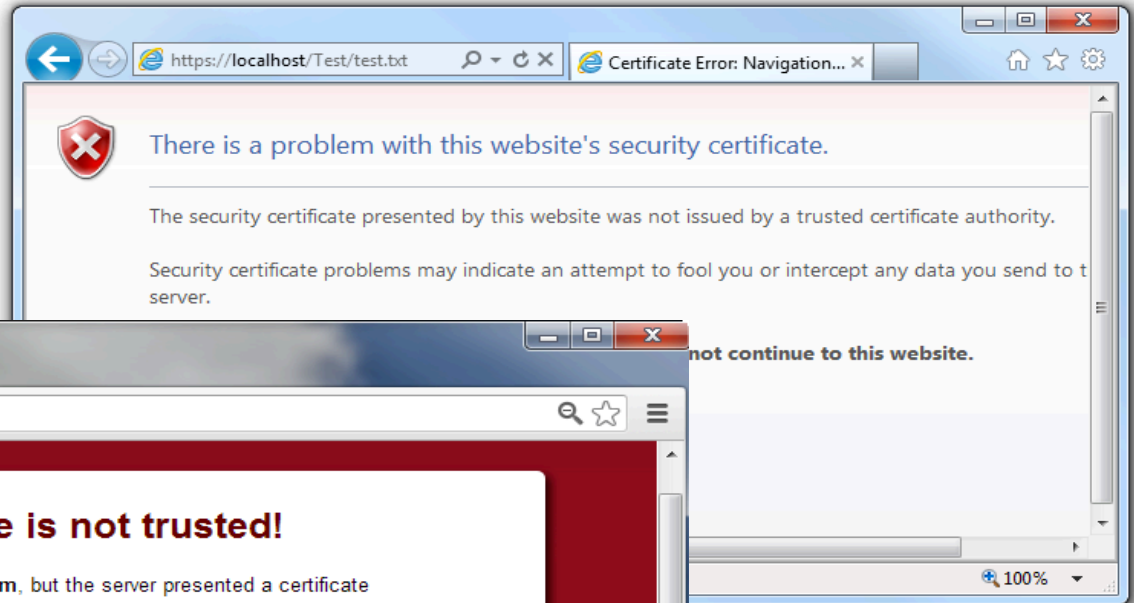 https://localhost/Test/test.txt
Certificate Error: Navigation...
There is a problem with this website's security certificate.
The security certificate presented by this website was not issued by a trusted certificate authority.
Security certificate problems may indicate an attempt to fool you or intercept any data you send to t
server.
not continue to this website.
e is not trusted!
m, but the server presented a certificate
100%